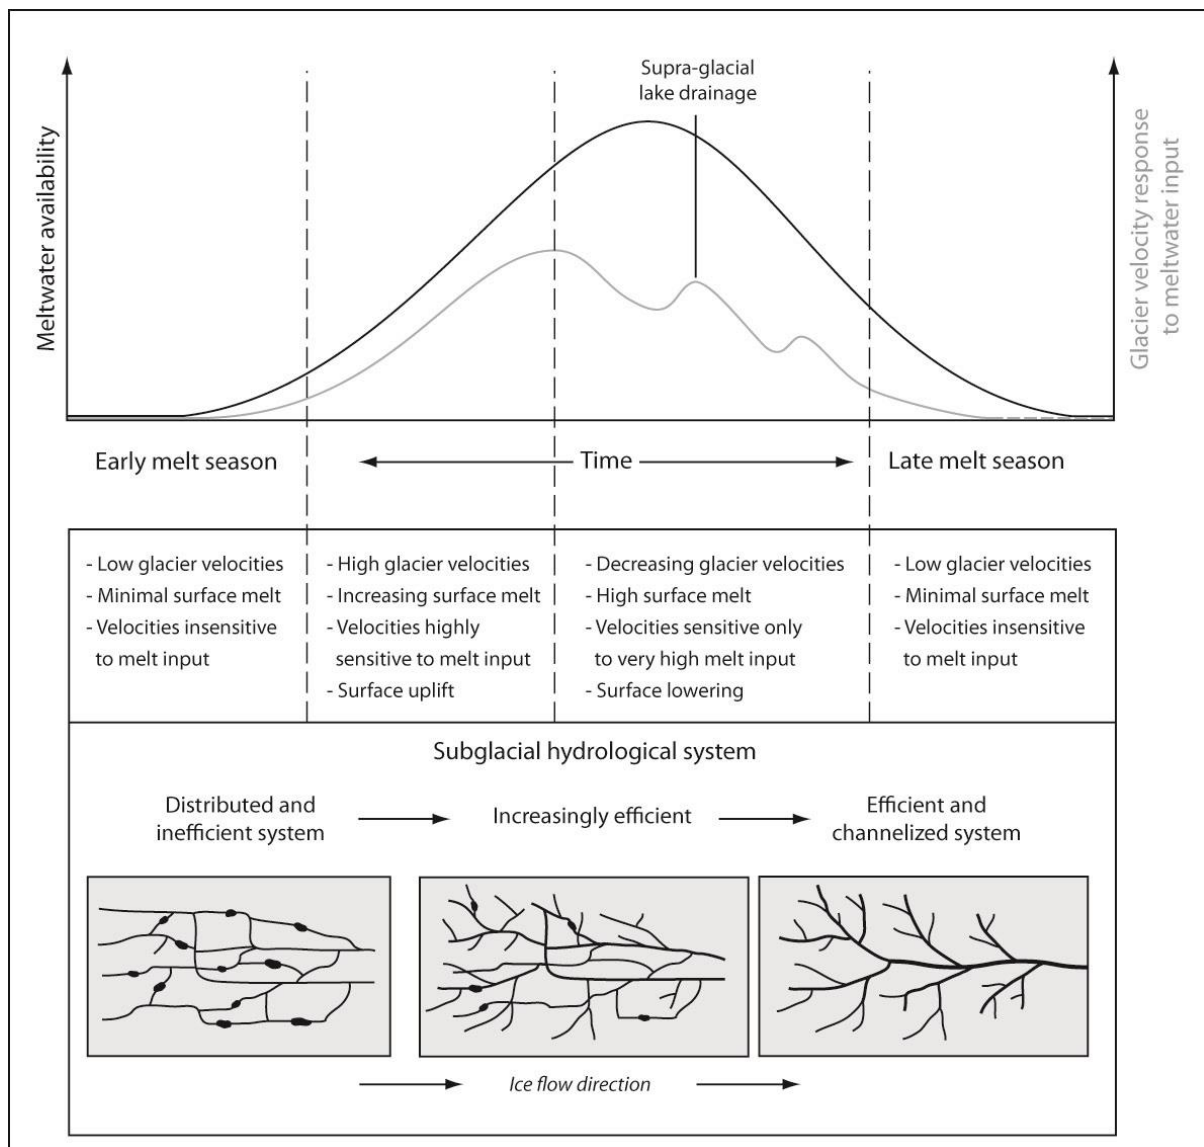 Supra-glacial
lake drainage
Meltwater availability
Glacier velocity response
to meltwater input
Early melt season
Time
Late melt season
- Low glacier velocities
- Minimal surface melt
- Velocities insensitive
to melt input
- High glacier velocities
- Increasing surface melt
- Velocities highly
sensitive to melt input
- Surface uplift
- Decreasing glacier velocities
- High surface melt
- Velocities sensitive only
to very high melt input
- Surface lowering
- Low glacier velocities
- Minimal surface melt
- Velocities insensitive
to melt input
Subglacial hydrological system
Distributed and
inefficient system
Increasingly efficient
Efficient and
channelized system
Ice flow direction